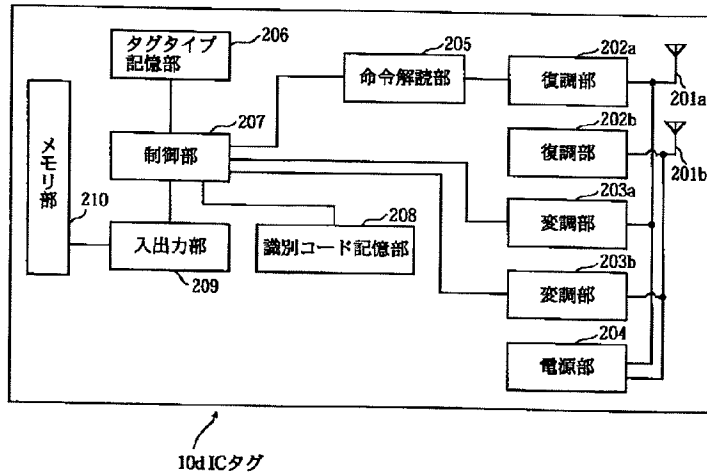 タグタイプ
記憶部
206
命令解読部
205
復調部
202a
201a
メモリ部
210
制御部
207
復調部
202b
201b
変調部
203a
識別コード記憶部
208
入出力部
209
変調部
203b
電源部
204
10d ICタグ